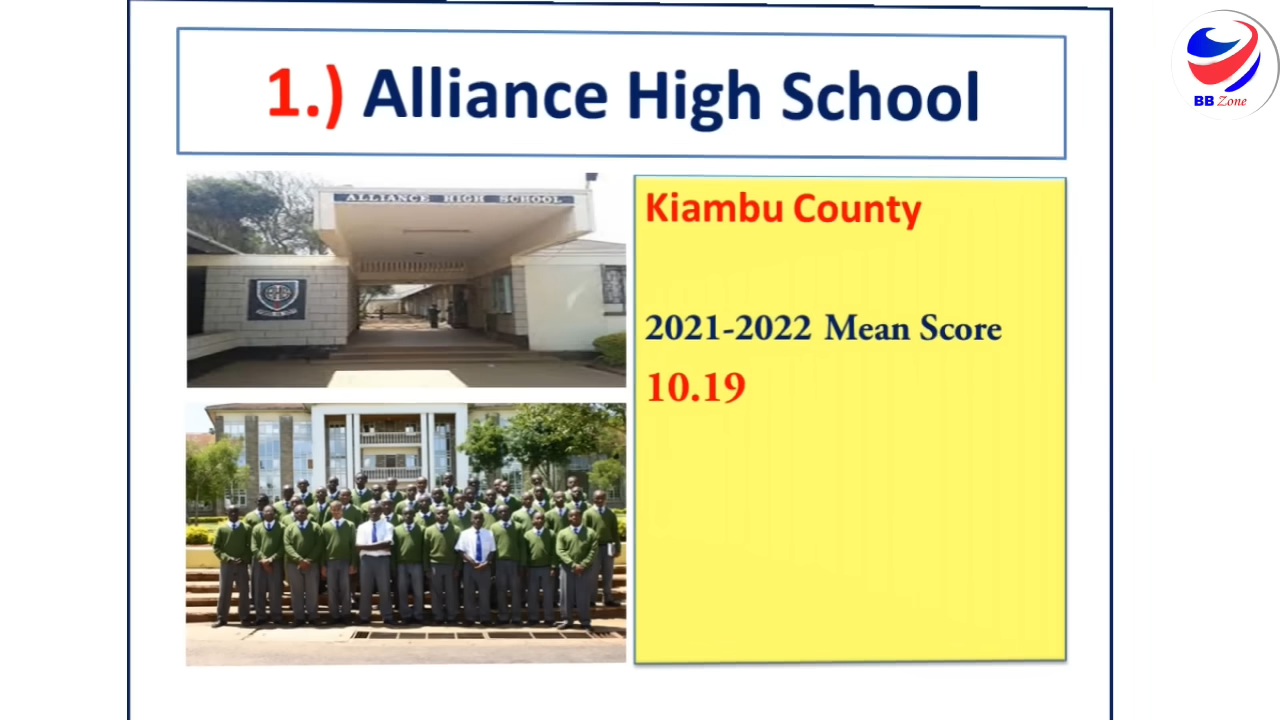 1.) Alliance High School
BB Zone
ALLIANCE HIGH SCHOOL
Kiambu County
2021-2022 Mean Score
10.19